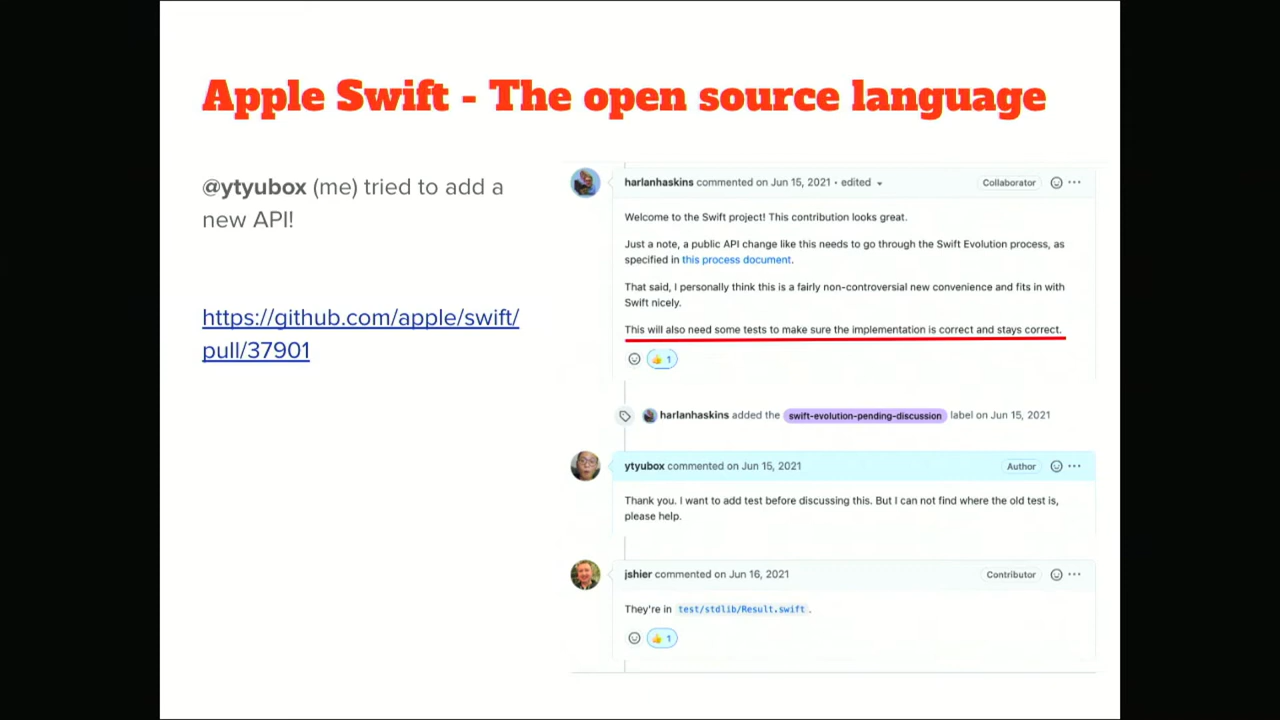 Apple Swift - The open source language
@ytyubox (me) tried to add a
new API!
https://github.com/apple/swift/
pull/37901
harlanhaskins commented on Jun 15, 2021 • edited
Collaborator
Welcome to the Swift project! This contribution looks great.
Just a note, a public API change like this needs to go through the Swift Evolution process, as
specified in this process document.
That said, I personally think this is a fairly non-controversial new convenience and fits in with
Swift nicely.
This will also need some tests to make sure the implementation is correct and stays correct.
👍 1
harlanhaskins added the swift-evolution-pending-discussion label on Jun 15, 2021
ytyubox commented on Jun 15, 2021
Author
Thank you. I want to add test before discussing this. But I can not find where the old test is,
please help.
jshier commented on Jun 16, 2021
Contributor
They're in test/stdlib/Result.swift .
👍 1